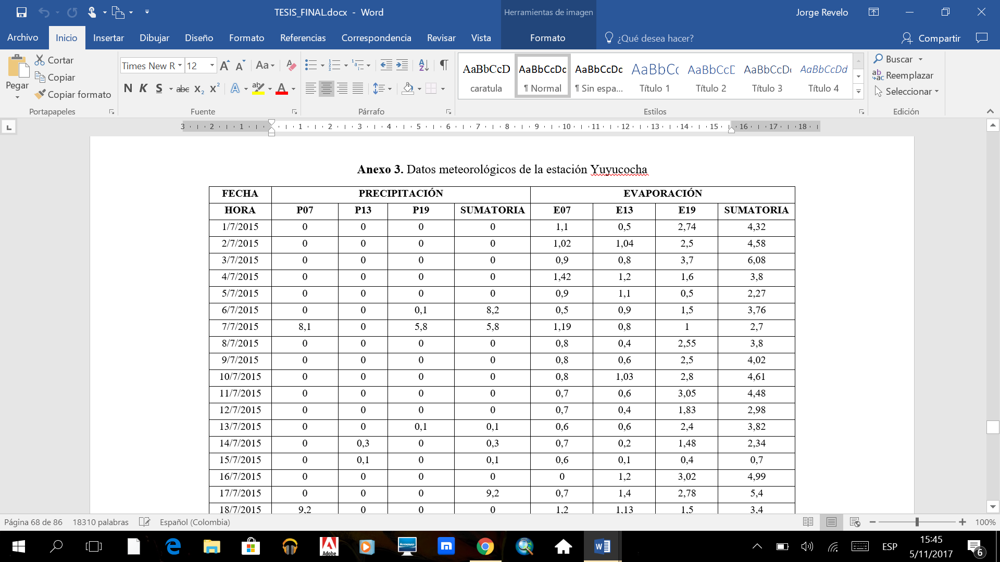 TESIS_FINAL.docx - Word
Herramientas de imagen
Jorge Revelo
Archivo Inicio Insertar Dibujar Diseño Formato Referencias Correspondencia Revisar Vista Formato ¿Qué desea hacer? Compartir
Pegar
Cortar
Copiar
Copiar formato
Portapapeles
Times New R 12 Aa
N K S abc X₂ X² A ab A
Fuente
Párrafo
AaBbCcD AaBbCcDc AaBbCcDc AaBbCc AaBbCcE AaBbCcD AaBbCcDd
caratula ¶ Normal ¶ Sin espa... Título 1 Título 2 Título 3 Título 4
Estilos
Buscar
Reemplazar
Seleccionar
Edición
3 2 1 1 2 3 4 5 6 7 8 9 10 11 12 13 14 15 16 17 18
Anexo 3. Datos meteorológicos de la estación Yuyucocha
FECHA PRECIPITACIÓN EVAPORACIÓN
HORA P07 P13 P19 SUMATORIA E07 E13 E19 SUMATORIA
1/7/2015 0 0 0 0 1,1 0,5 2,74 4,32
2/7/2015 0 0 0 0 1,02 1,04 2,5 4,58
3/7/2015 0 0 0 0 0,9 0,8 3,7 6,08
4/7/2015 0 0 0 0 1,42 1,2 1,6 3,8
5/7/2015 0 0 0 0 0,9 1,1 0,5 2,27
6/7/2015 0 0 0,1 8,2 0,5 0,9 1,5 3,76
7/7/2015 8,1 0 5,8 5,8 1,19 0,8 1 2,7
8/7/2015 0 0 0 0 0,8 0,4 2,55 3,8
9/7/2015 0 0 0 0 0,8 0,6 2,5 4,02
10/7/2015 0 0 0 0 0,8 1,03 2,8 4,61
11/7/2015 0 0 0 0 0,7 0,6 3,05 4,48
12/7/2015 0 0 0 0 0,7 0,4 1,83 2,98
13/7/2015 0 0 0,1 0,1 0,6 0,6 2,4 3,82
14/7/2015 0 0,3 0 0,3 0,7 0,2 1,48 2,34
15/7/2015 0 0,1 0 0,1 0,6 0,1 0,4 0,7
16/7/2015 0 0 0 0 0 1,2 3,02 4,99
17/7/2015 0 0 0 9,2 0,7 1,4 2,78 5,4
18/7/2015 9,2 0 0 0 1,2 1,13 1,5 3,4
Página 68 de 86 18310 palabras Español (Colombia) 100%
Adobe lenovo ESP
15:45
5/11/2017
6